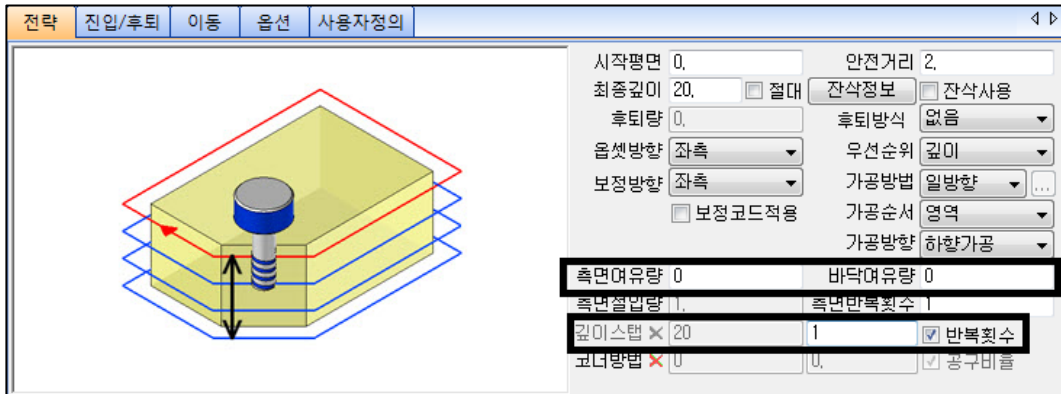 전략 진입/후퇴 이동 옵션 사용자정의
시작평면 0, 안전거리 2,
최종깊이 20, 절대 잔삭정보 잔삭사용
후퇴량 0, 후퇴방식 없음
옵셋방향 좌측 우선순위 깊이
보정방향 좌측 가공방법 일방향 ...
보정코드적용 가공순서 영역
가공방향 하향가공
측면여유량 0 바닥여유량 0
측면절입량 1, 측면반복횟수 1
깊이스탭 20 1 반복횟수
코너방법 0 0, 공구비율